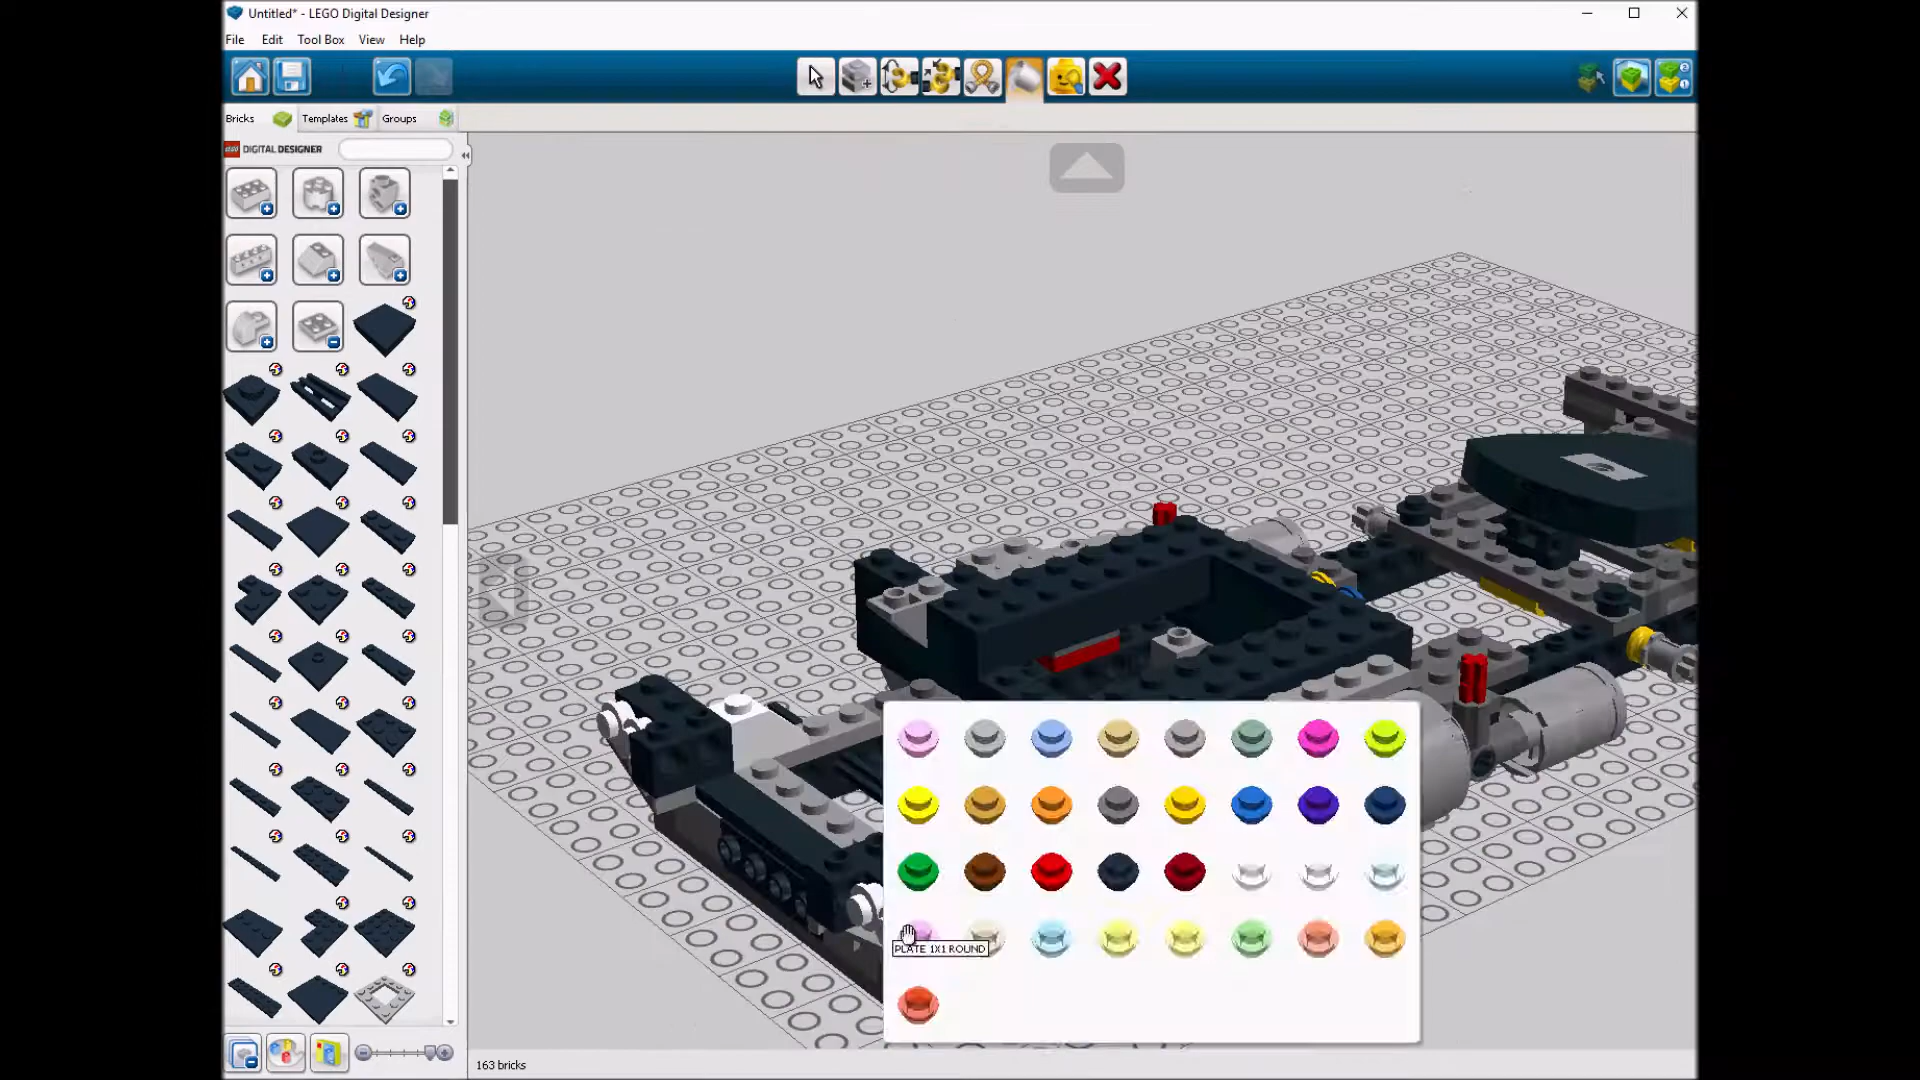 Untitled* - LEGO Digital Designer
File Edit Tool Box View Help
Bricks Templates Groups
LEGO DIGITAL DESIGNER
PLATE 1X1 ROUND
163 bricks